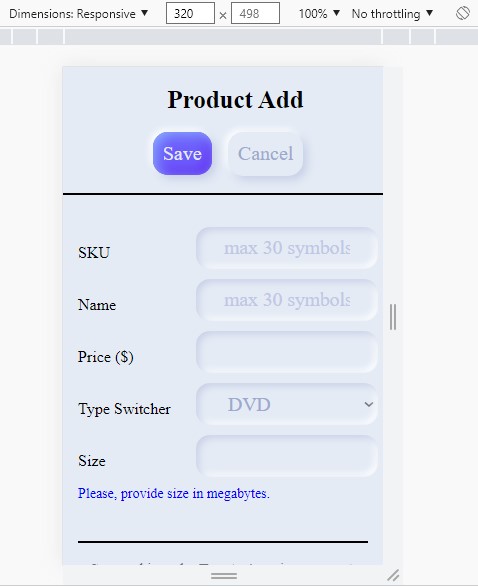 Dimensions: Responsive ▼ 320 × 498 100% ▼ No throttling ▼
Product Add
Save Cancel
SKU max 30 symbols
Name max 30 symbols
Price ($)
Type Switcher DVD
Size
Please, provide size in megabytes.